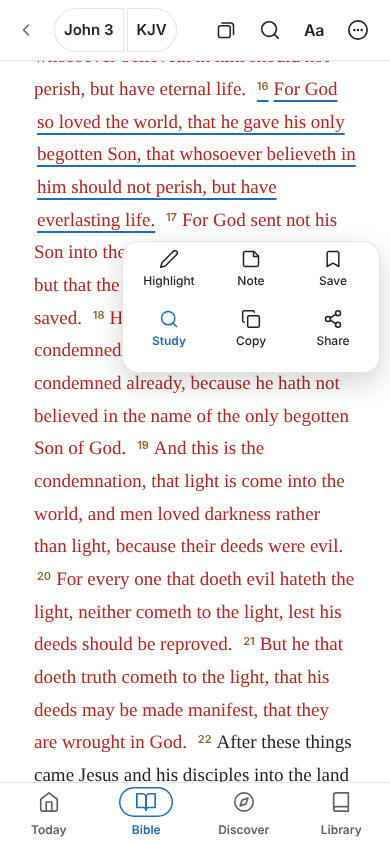 John 3 KJV Aa
perish, but have eternal life. 16 For God
so loved the world, that he gave his only
begotten Son, that whosoever believeth in
him should not perish, but have
everlasting life. 17 For God sent not his
Son into the
but that the
saved. 18 H
condemned
Highlight Note Save
Study Copy Share
condemned already, because he hath not
believed in the name of the only begotten
Son of God. 19 And this is the
condemnation, that light is come into the
world, and men loved darkness rather
than light, because their deeds were evil.
20 For every one that doeth evil hateth the
light, neither cometh to the light, lest his
deeds should be reproved. 21 But he that
doeth truth cometh to the light, that his
deeds may be made manifest, that they
are wrought in God. 22 After these things
came Jesus and his disciples into the land
Today Bible Discover Library